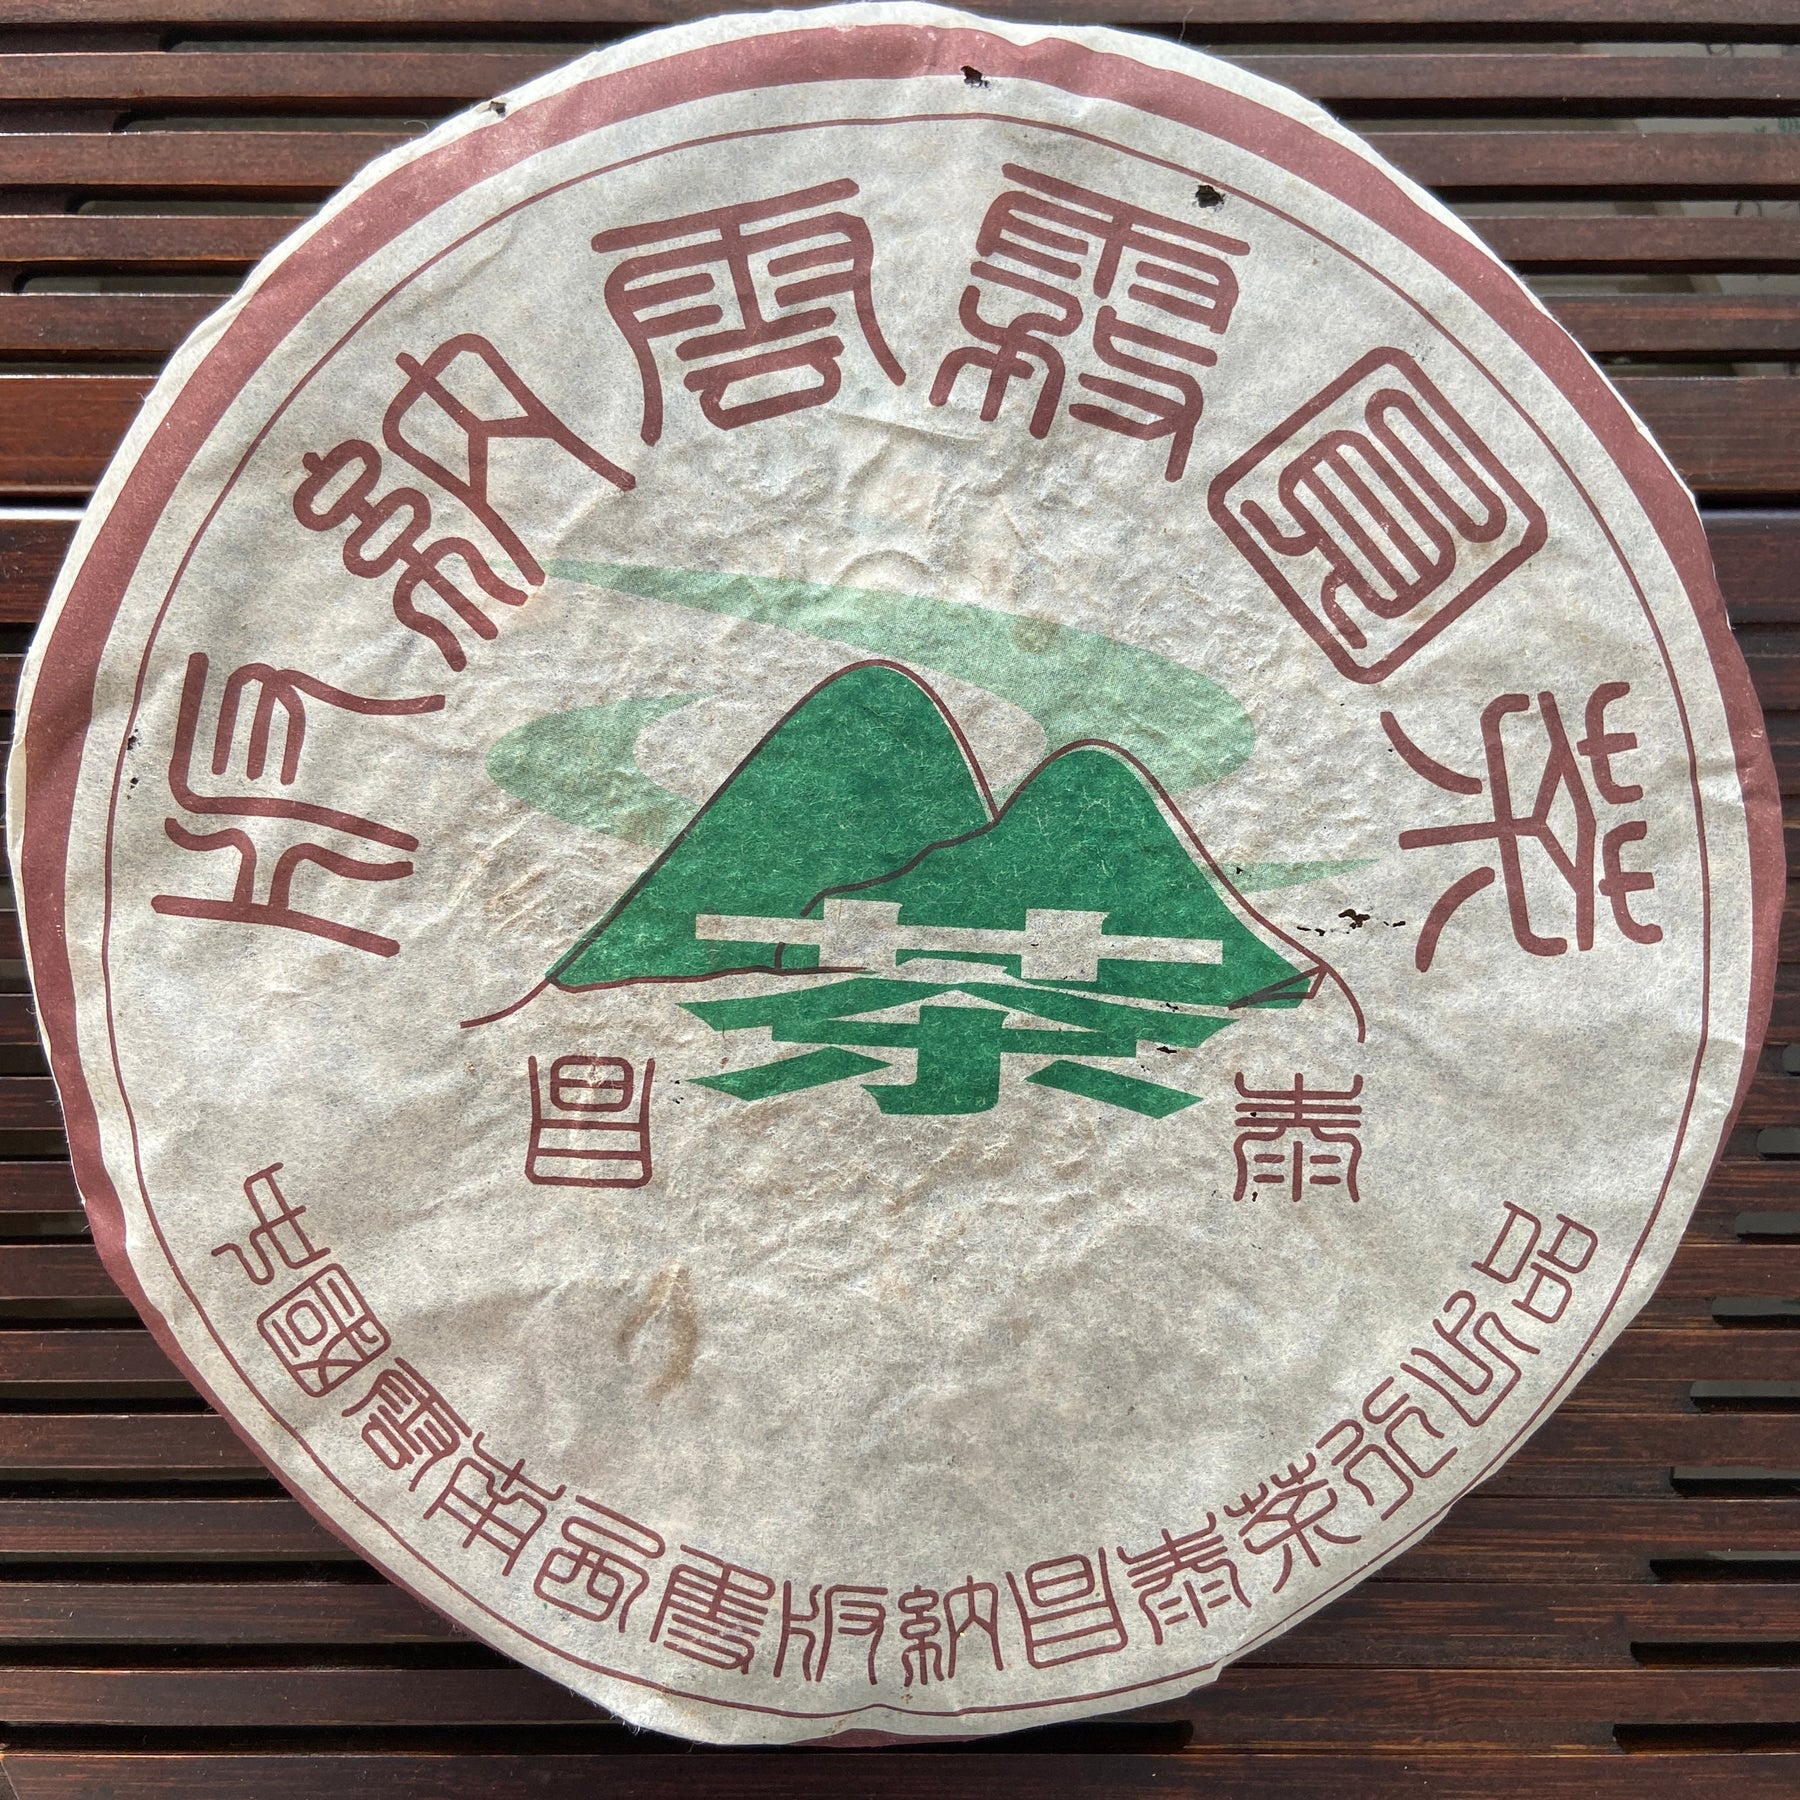 版納雲霧圓茶
茶
昌泰
中國雲南西雙版納昌泰茶行出品